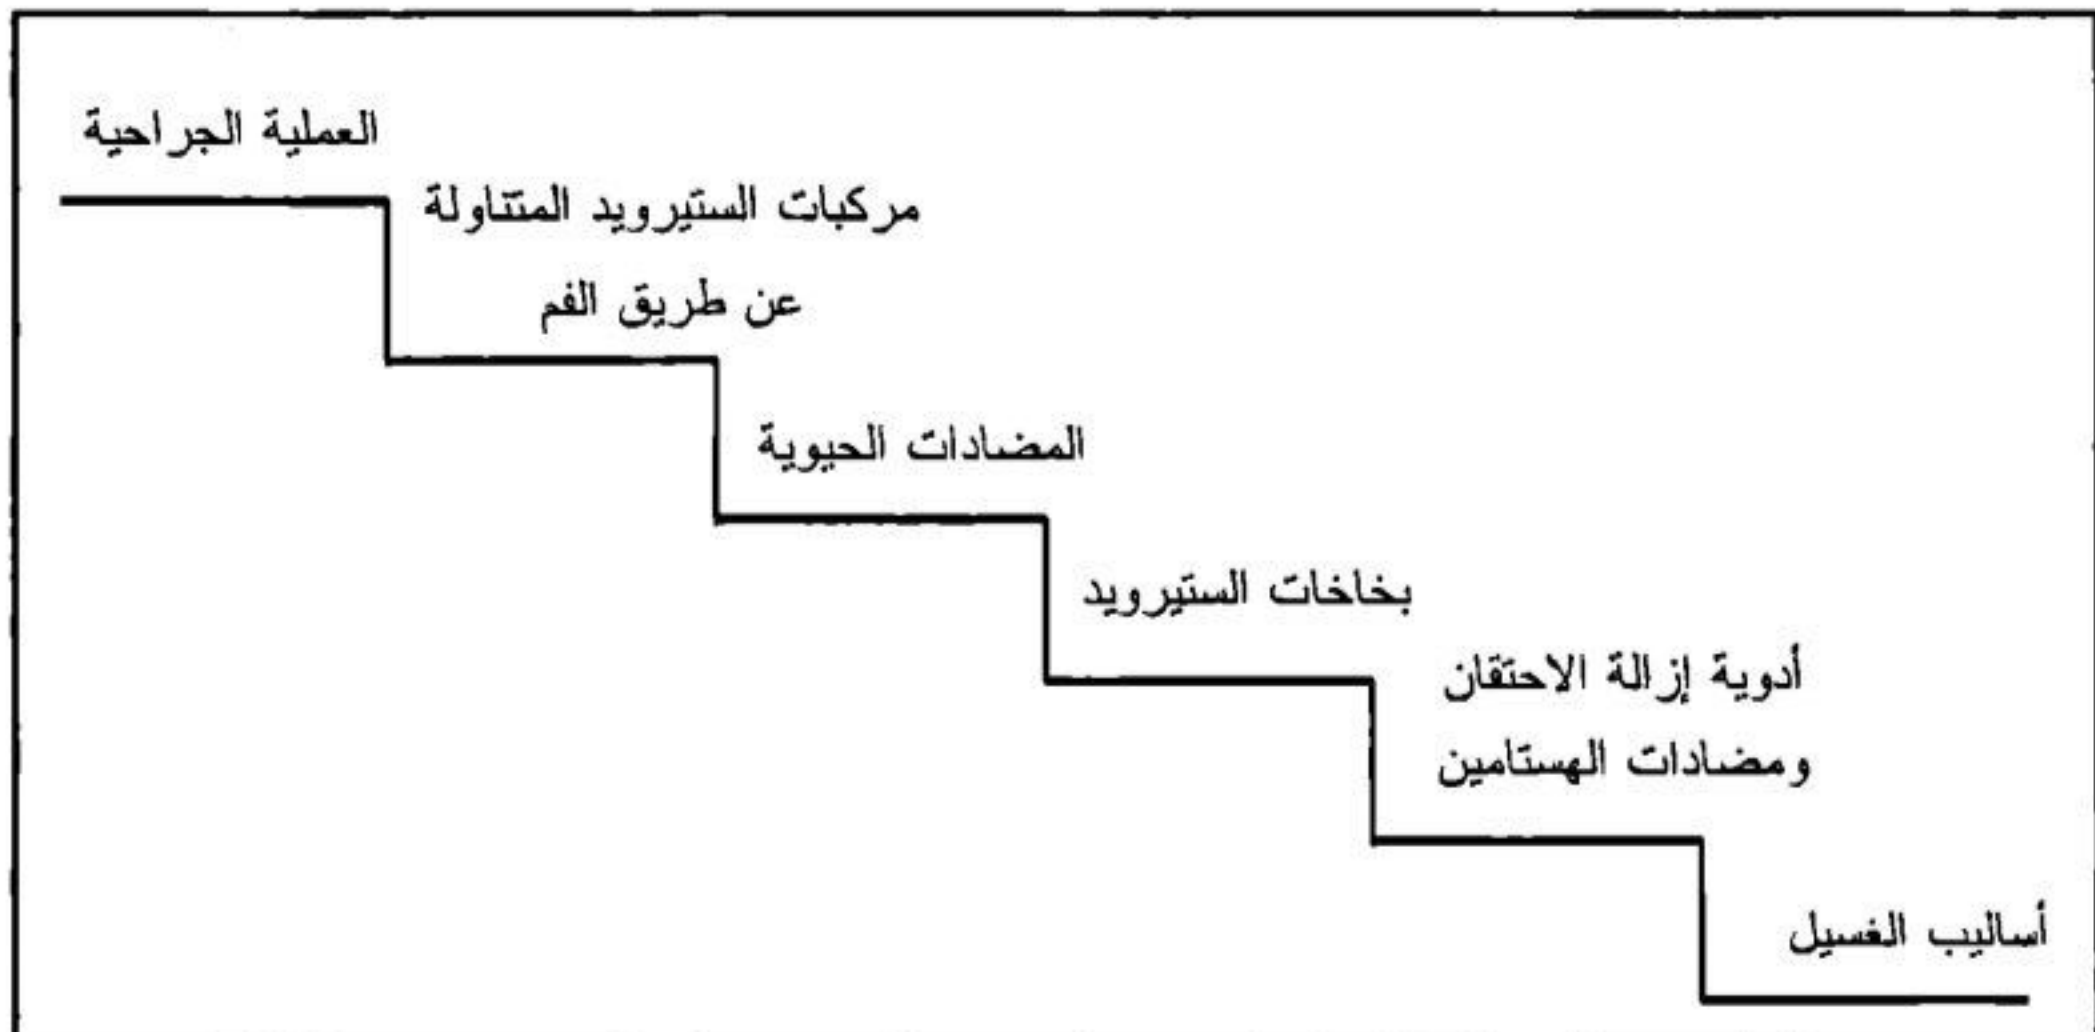 العملية الجراحية
مركبات الستيرويد المتناولة
عن طريق الفم
المضادات الحيوية
بخاخات الستيرويد
أدوية إزالة الاحتقان
ومضادات الهستامين
أساليب الغسيل